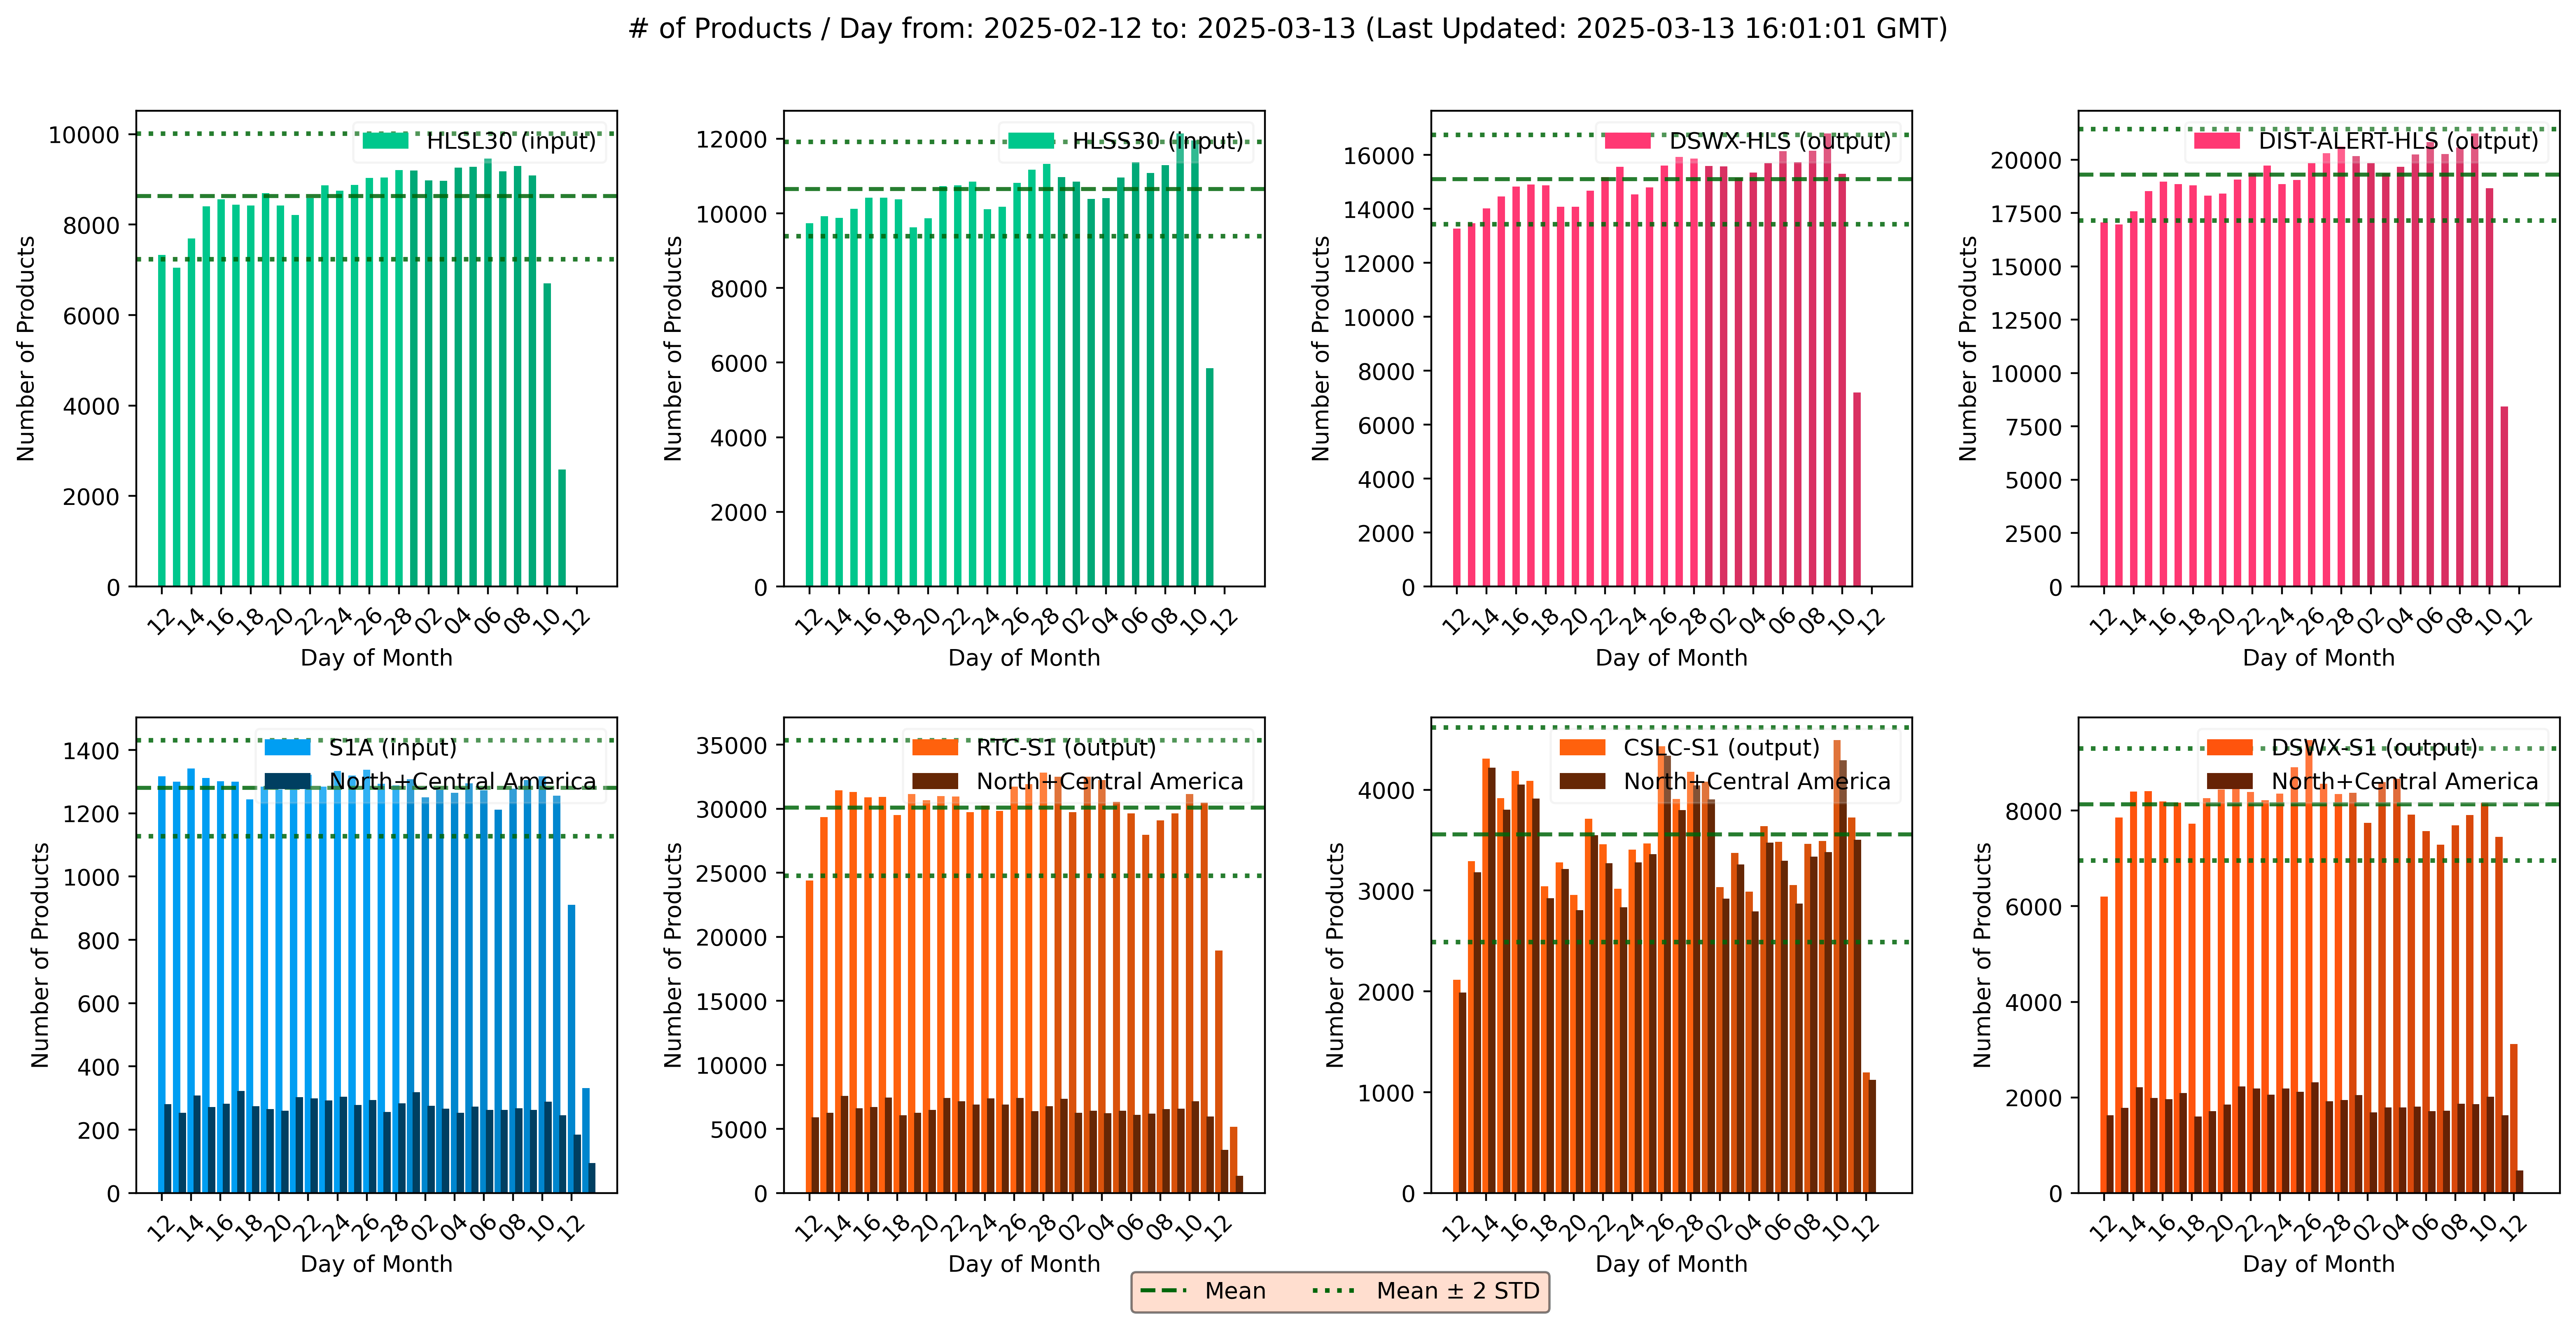 # of Products / Day from: 2025-02-12 to: 2025-03-13 (Last Updated: 2025-03-13 16:01:01 GMT)
HLSL30 (input)
Number of Products
10000
8000
6000
4000
2000
0
12 14 16 18 20 22 24 26 28 02 04 06 08 10 12
Day of Month
HLSS30 (input)
Number of Products
12000
10000
8000
6000
4000
2000
0
12 14 16 18 20 22 24 26 28 02 04 06 08 10 12
Day of Month
DSWX-HLS (output)
Number of Products
16000
14000
12000
10000
8000
6000
4000
2000
0
12 14 16 18 20 22 24 26 28 02 04 06 08 10 12
Day of Month
DIST-ALERT-HLS (output)
Number of Products
20000
17500
15000
12500
10000
7500
5000
2500
0
12 14 16 18 20 22 24 26 28 02 04 06 08 10 12
Day of Month
S1A (input)
North+Central America
Number of Products
1400
1200
1000
800
600
400
200
0
12 14 16 18 20 22 24 26 28 02 04 06 08 10 12
Day of Month
RTC-S1 (output)
North+Central America
Number of Products
35000
30000
25000
20000
15000
10000
5000
0
12 14 16 18 20 22 24 26 28 02 04 06 08 10 12
Day of Month
CSLC-S1 (output)
North+Central America
Number of Products
4000
3000
2000
1000
0
12 14 16 18 20 22 24 26 28 02 04 06 08 10 12
Day of Month
DSWX-S1 (output)
North+Central America
Number of Products
8000
6000
4000
2000
0
12 14 16 18 20 22 24 26 28 02 04 06 08 10 12
Day of Month
Mean
Mean ± 2 STD